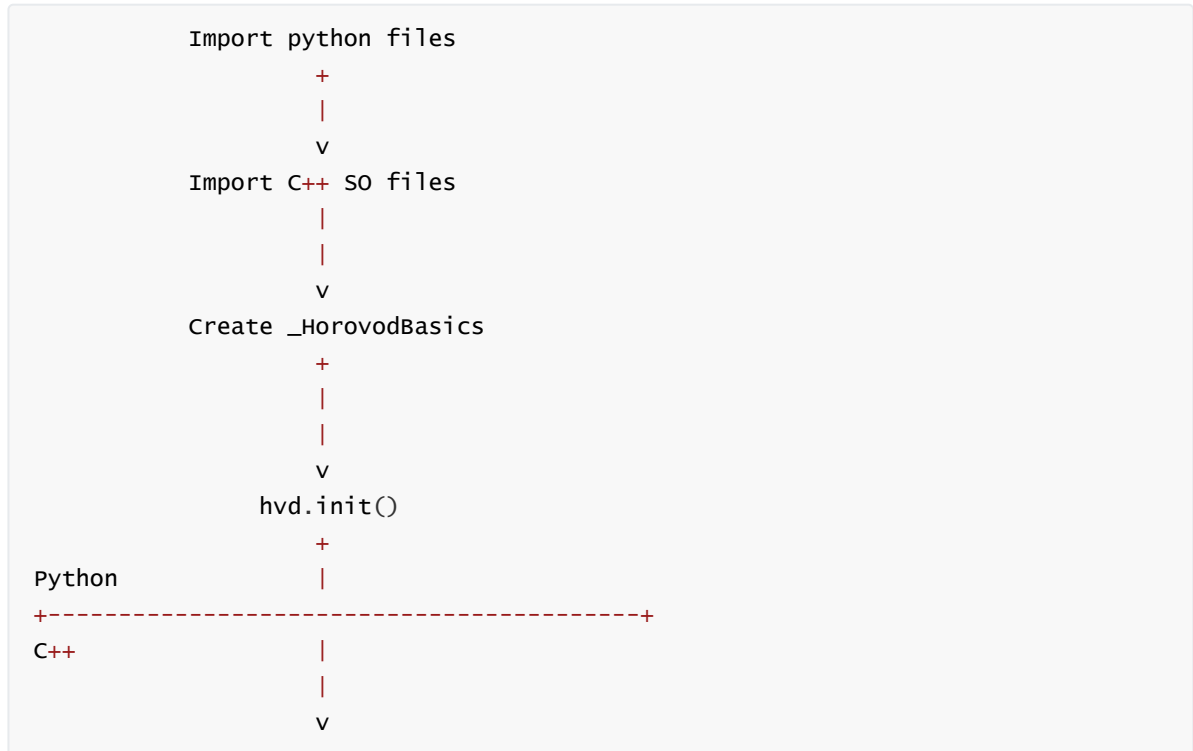 Import python files
+
|
v
Import C++ SO files
|
|
v
Create _HorovodBasics
+
|
|
v
hvd.init()
+
Python |
+------------------------------------------+
C++ |
|
v